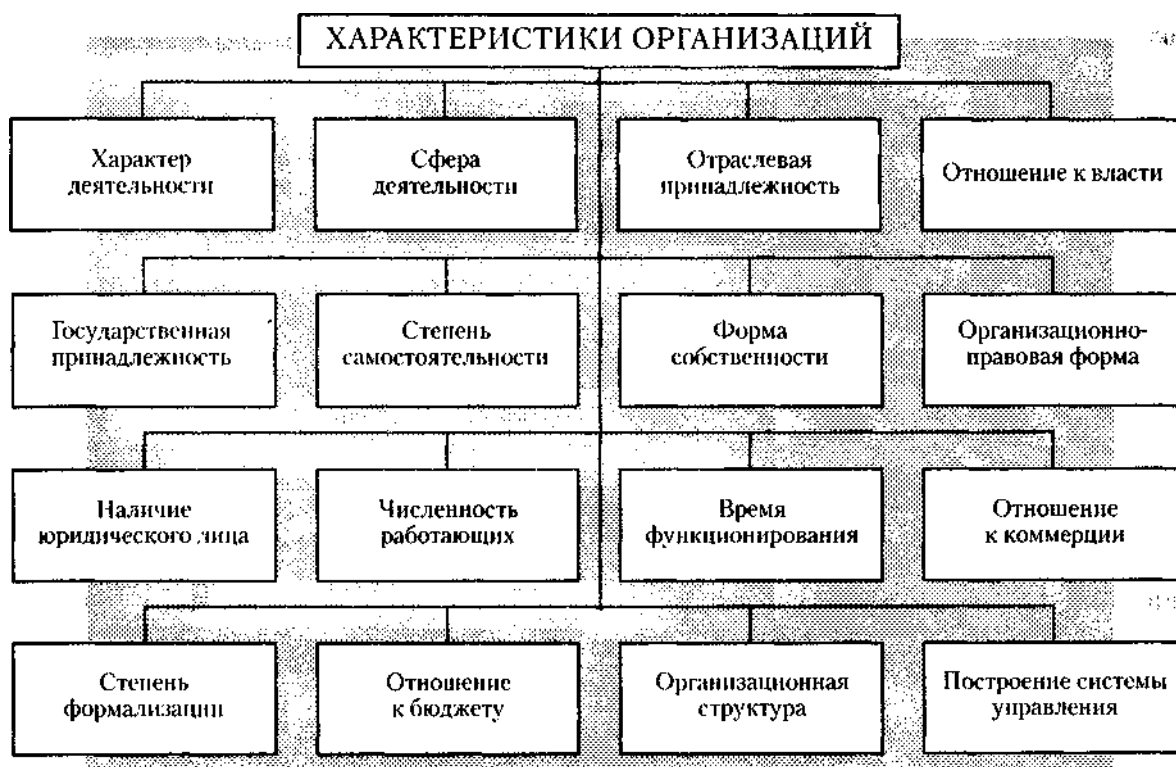 ХАРАКТЕРИСТИКИ ОРГАНИЗАЦИЙ
Характер
деятельности
Сфера
деятельности
Отраслевая
принадлежность
Отношение к власти
Государственная
принадлежность
Степень
самостоятельности
Форма
собственности
Организационно-
правовая форма
Наличие
юридического лица
Численность
работающих
Время
функционирования
Отношение
к коммерции
Степень
формализации
Отношение
к бюджету
Организационная
структура
Построение системы
управления